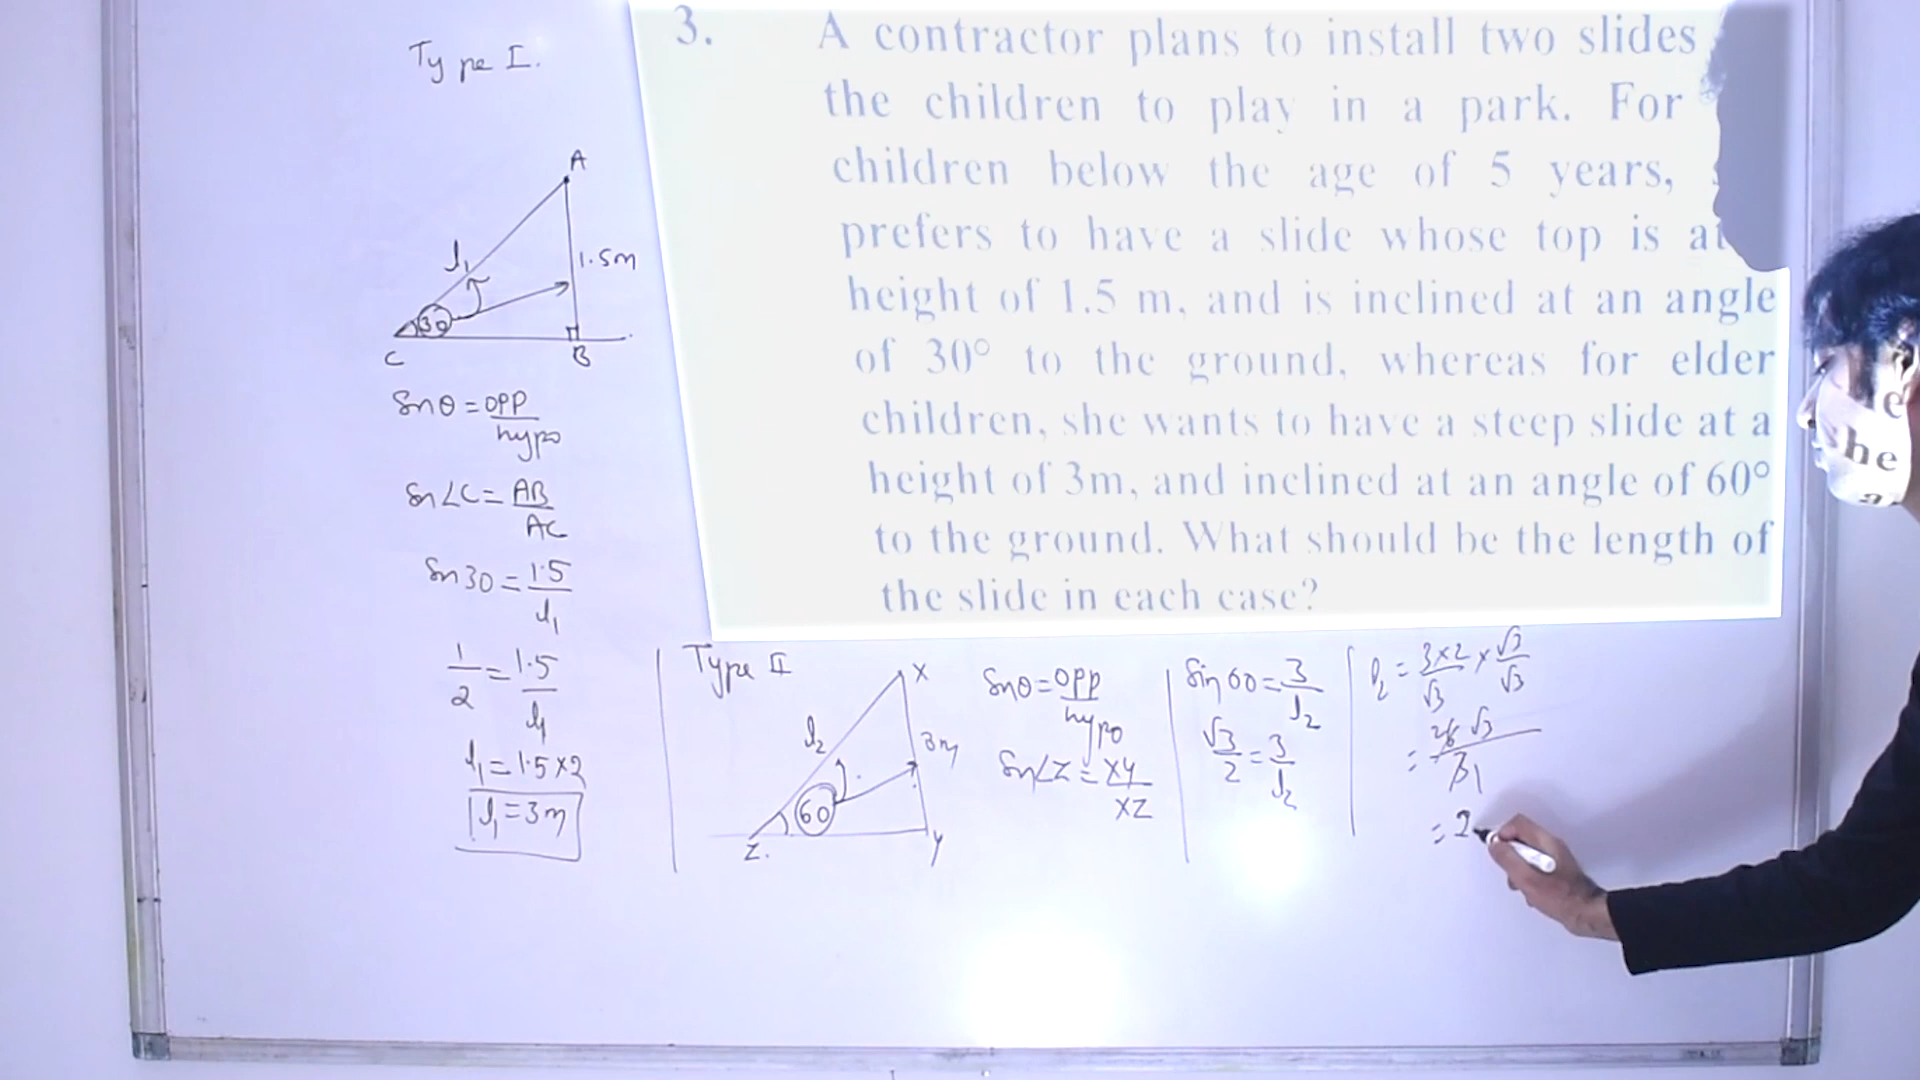 Type I.
A
l₁
1.5m
30
C
B
Sinθ = opp/hypo
Sin∠C = AB/AC
Sin30 = 1.5/l₁
1/2 = 1.5/l₁
l₁ = 1.5×2
l₁ = 3m
3. A contractor plans to install two slides
the children to play in a park. For
children below the age of 5 years,
prefers to have a slide whose top is at
height of 1.5 m, and is inclined at an angle
of 30° to the ground, whereas for elder
children, she wants to have a steep slide at a
height of 3m, and inclined at an angle of 60°
to the ground. What should be the length of
the slide in each case?
Type II
X
l₂
3m
60
Z.
Y
Sinθ = opp/hypo
Sin∠Z = XY/XZ
Sin60 = 3/l₂
√3/2 = 3/l₂
l₂ = 3×2/√3 × √3/√3
= 6√3/3
= 2
he